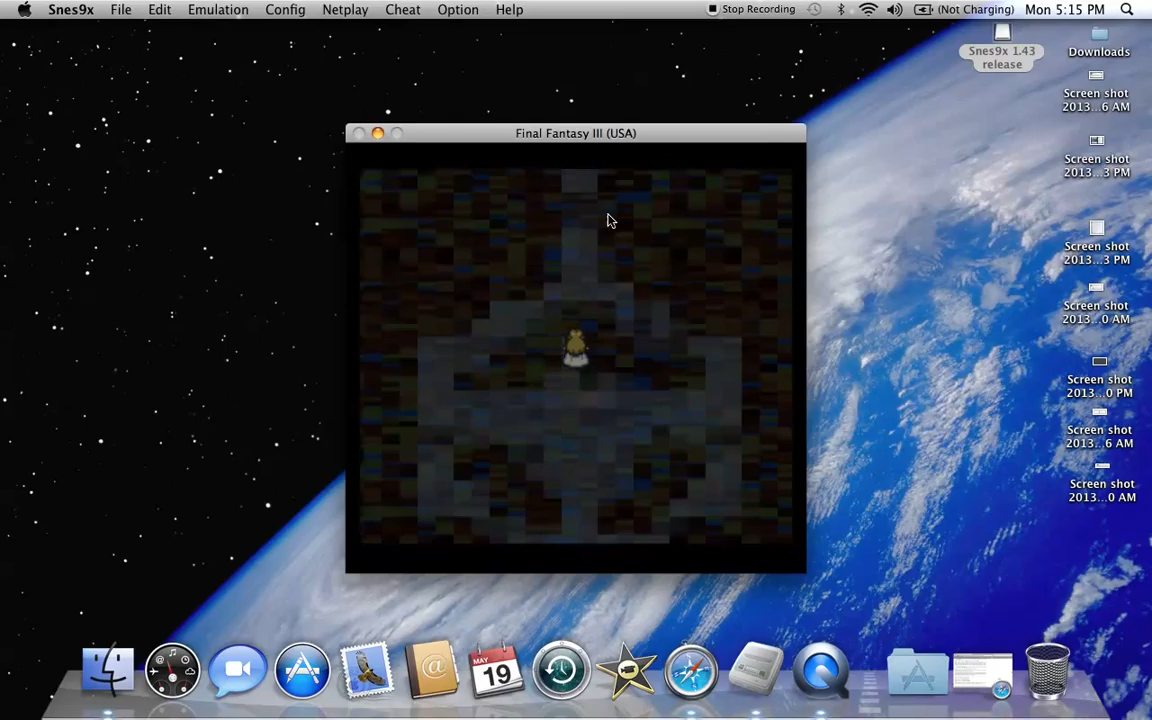 Snes9x File Edit Emulation Config Netplay Cheat Option Help Stop Recording (Not Charging) Mon 5:15 PM
Snes9x 1.43
release
Downloads
Screen shot
2013...6 AM
Screen shot
2013...3 PM
Screen shot
2013...3 PM
Screen shot
2013...0 AM
Screen shot
2013...0 PM
Screen shot
2013...6 AM
Screen shot
2013...0 AM
Final Fantasy III (USA)
MAY
19